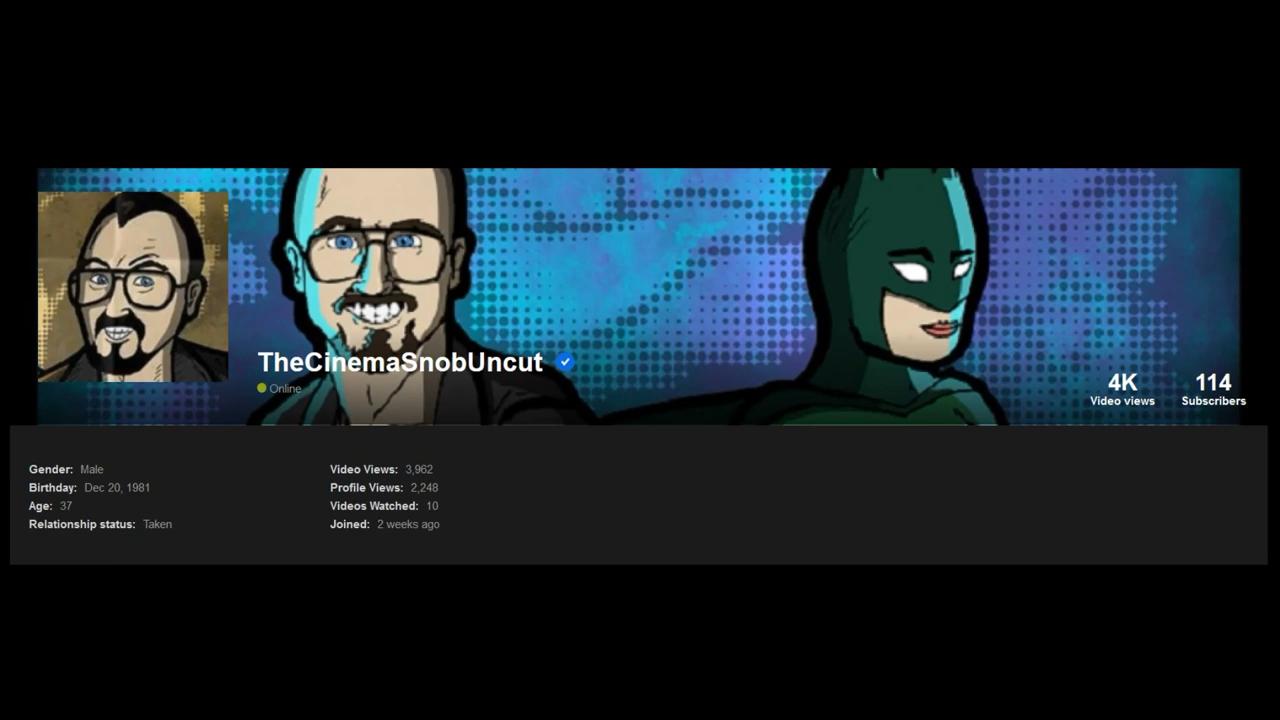 TheCinemaSnobUncut
Online
4K
Video views
114
Subscribers
Gender: Male
Birthday: Dec 20, 1981
Age: 37
Relationship status: Taken
Video Views: 3,962
Profile Views: 2,248
Videos Watched: 10
Joined: 2 weeks ago